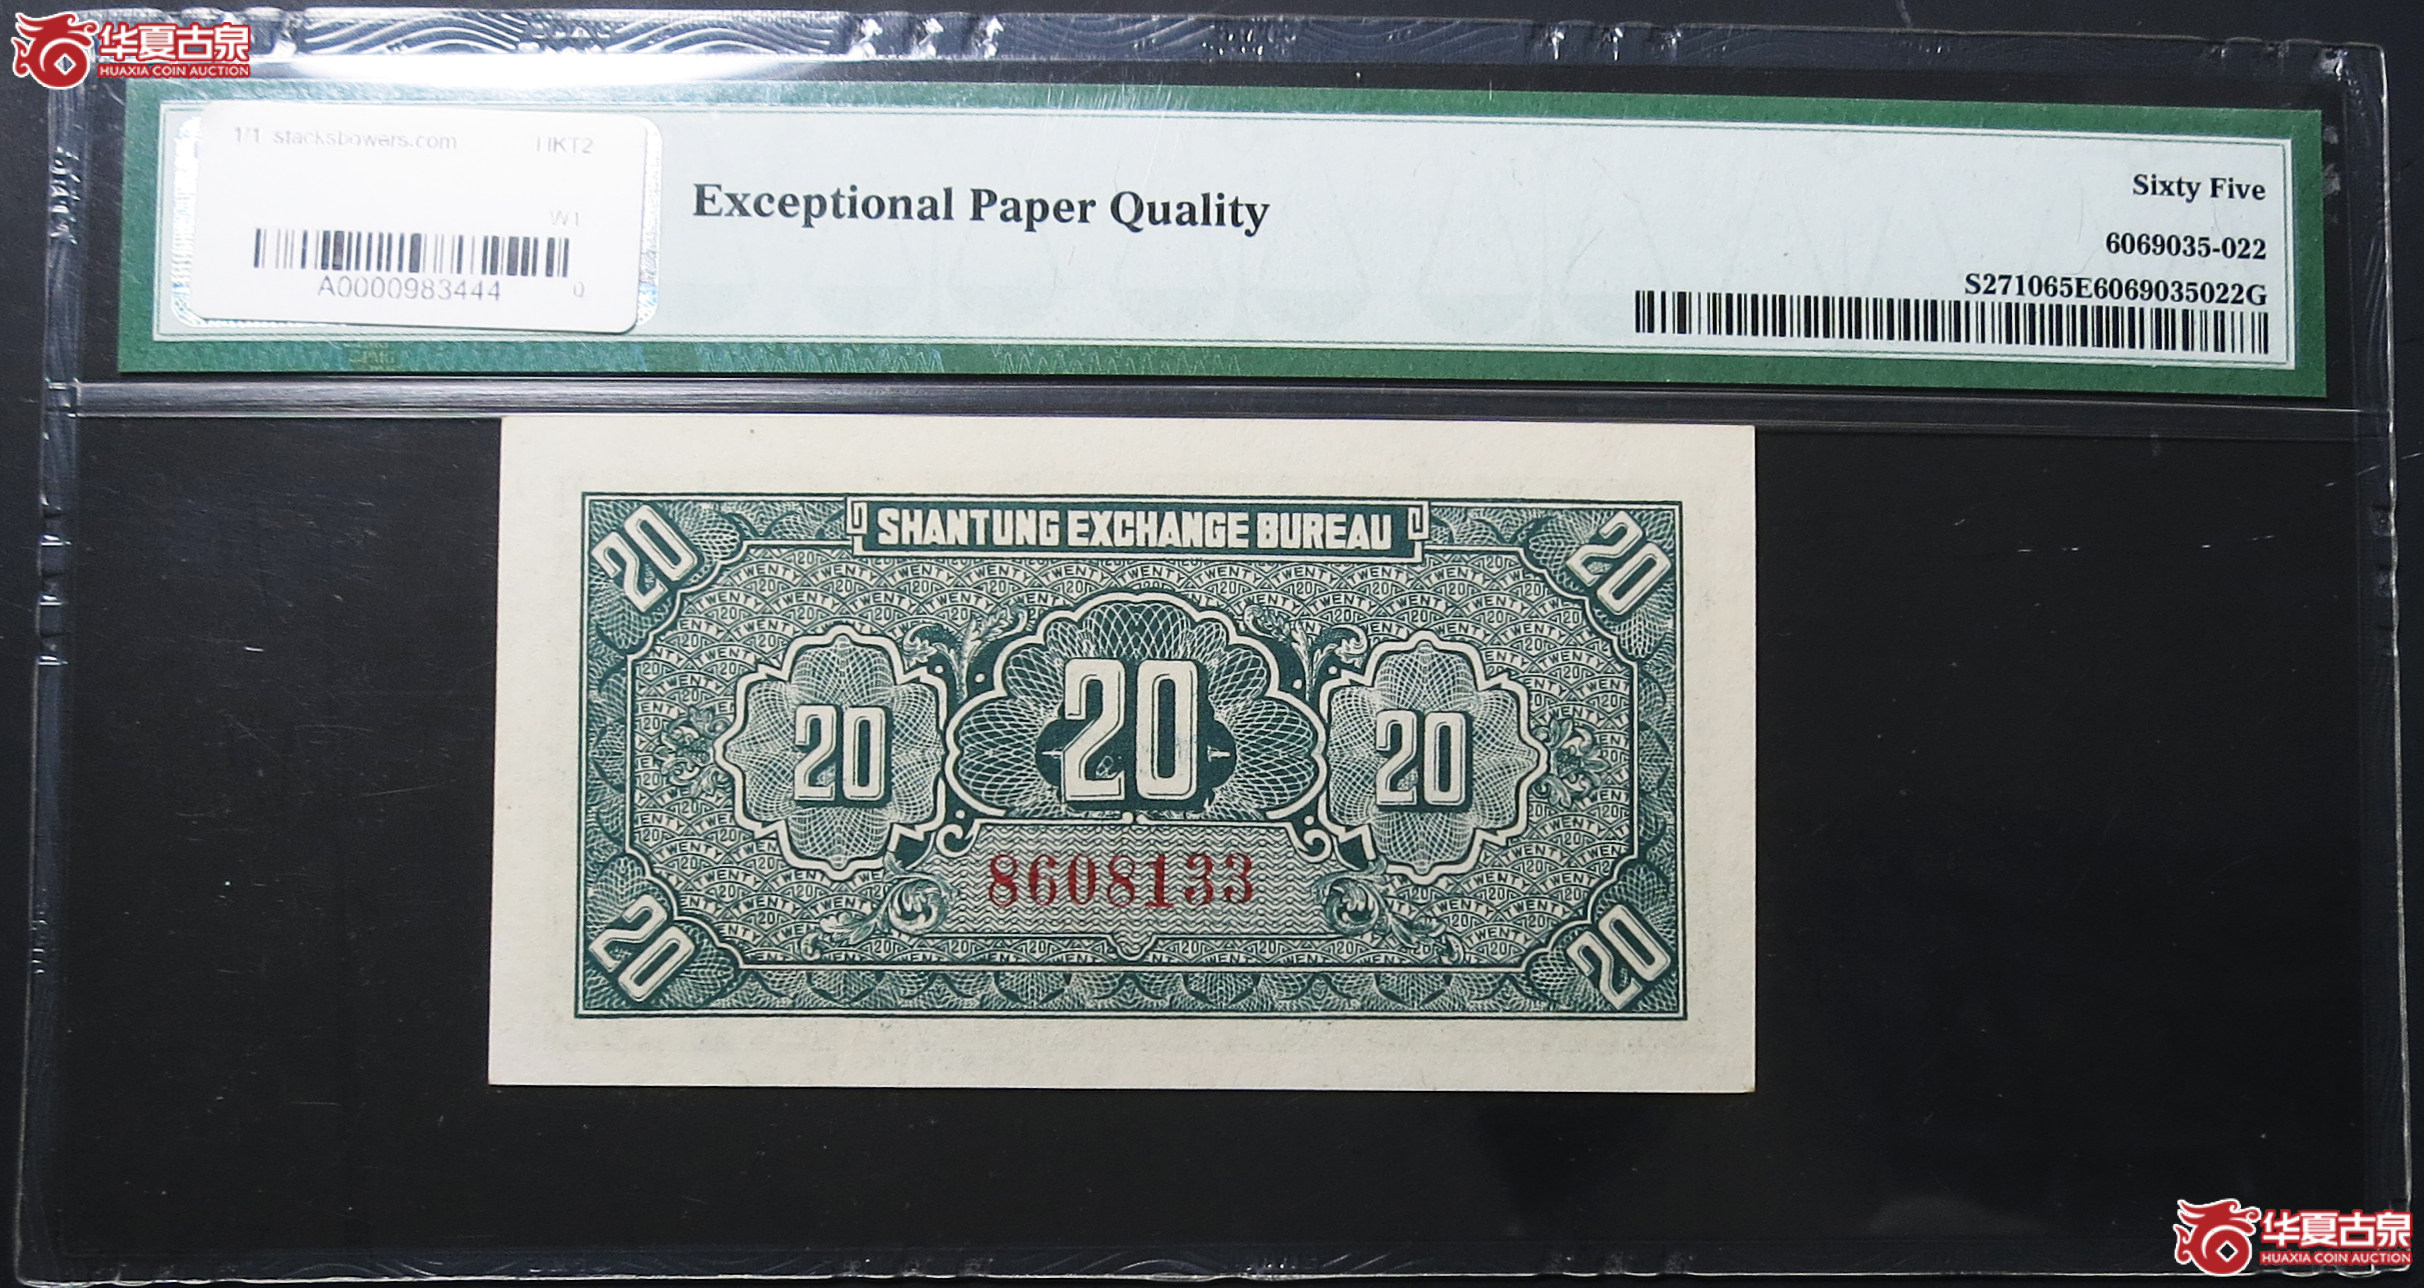 华夏古泉
HUAXIA COIN AUCTION
1/1 stacksbowers.com HKT2
W1
A0000983444 0
Exceptional Paper Quality
Sixty Five
6069035-022
S271065E6069035022G
PMG
SHANTUNG EXCHANGE BUREAU
20 20
20 20 20
8608133
20 20
华夏古泉
HUAXIA COIN AUCTION